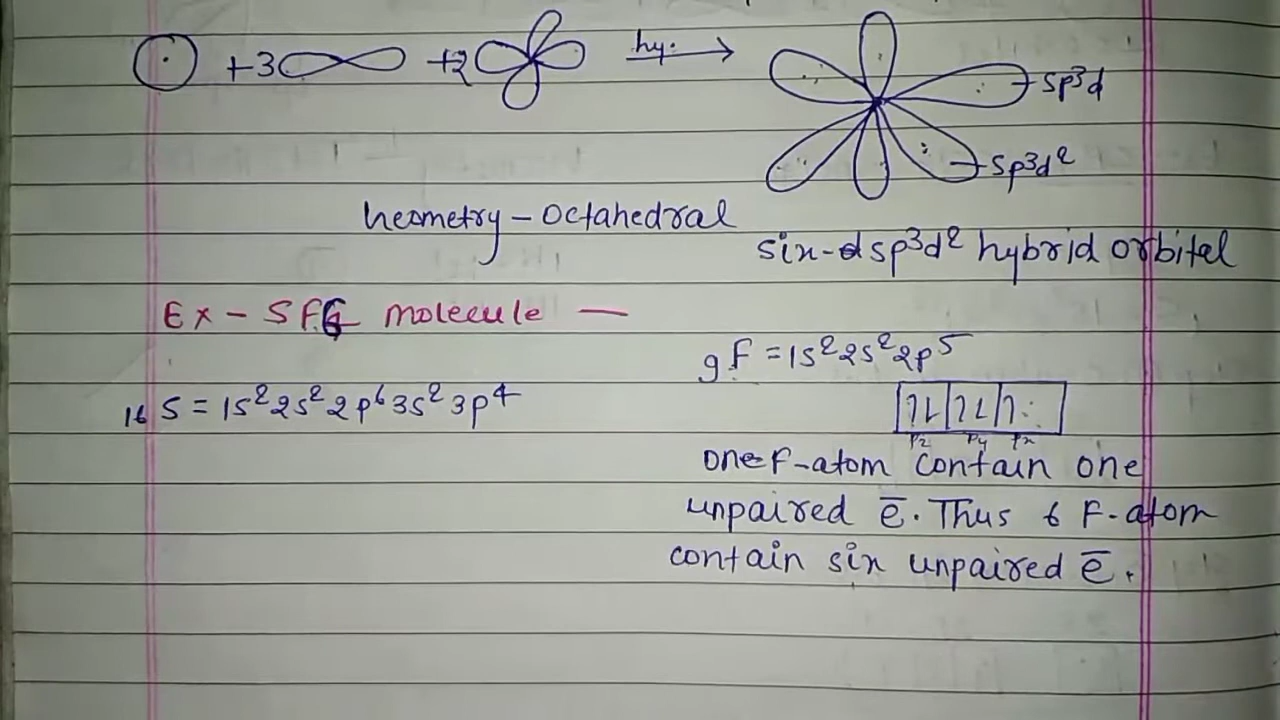 +3 +2 hy.
sp³d
sp³d²
Geometry - Octahedral
six-sp³d² hybrid orbital
Ex - SF6 molecule —
9F = 1s²2s²2p⁵
16S = 1s²2s²2p⁶3s²3p⁴
Pz Py Px
one F-atom contain one
unpaired e̅. Thus 6 F-atom
contain six unpaired e̅.